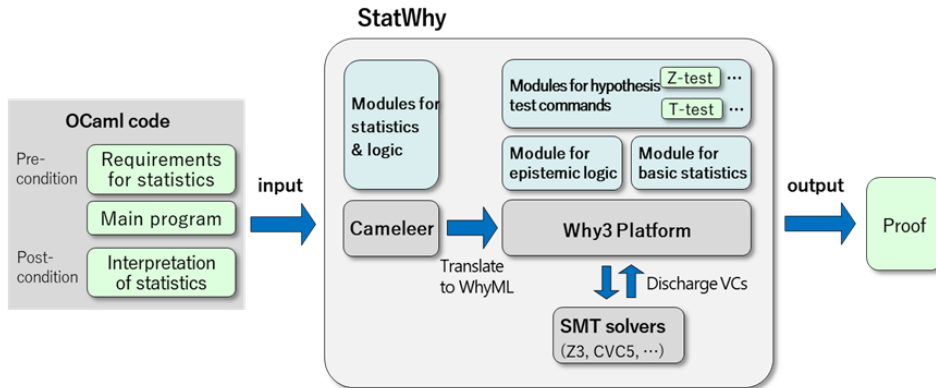 StatWhy
OCaml code
Pre-
condition
Requirements
for statistics
Main program
Post-
condition
Interpretation
of statistics
input
Modules for
statistics
& logic
Cameleer
Translate
to WhyML
Modules for hypothesis
test commands
Z-test ...
T-test ...
Module for
epistemic logic
Module for
basic statistics
Why3 Platform
Discharge VCs
SMT solvers
(Z3, CVC5, ...)
output
Proof